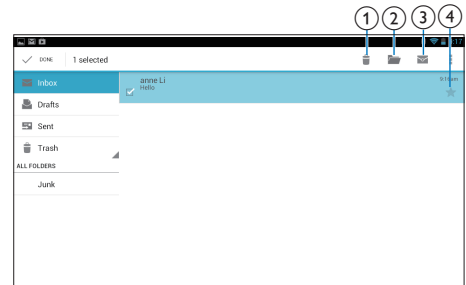 1 2 3 4
DONE 1 selected
Inbox
anne Li
Hello
Drafts
Sent
Trash
ALL FOLDERS
Junk